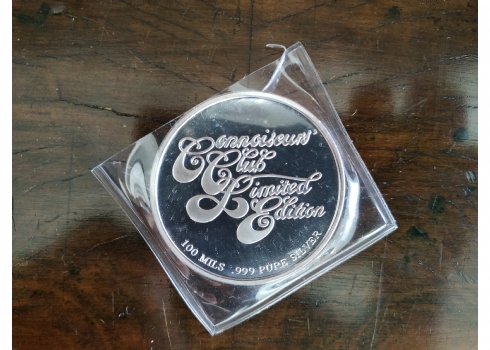 Connoisseurs'
Club
Limited
Edition
100 MILS .999 PURE SILVER